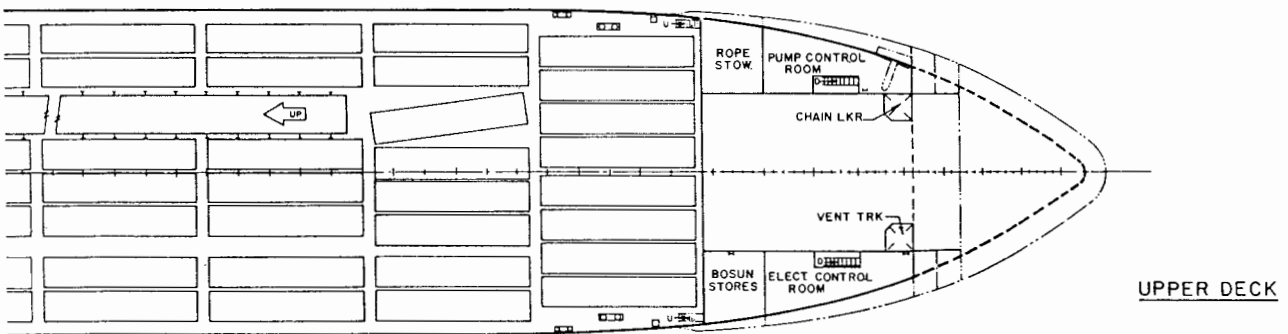 U
ROPE
STOW.
PUMP CONTROL
ROOM
D
UP
CHAIN LKR
VENT TRK
D
BOSUN
STORES
ELECT. CONTROL
ROOM
U
UPPER DECK